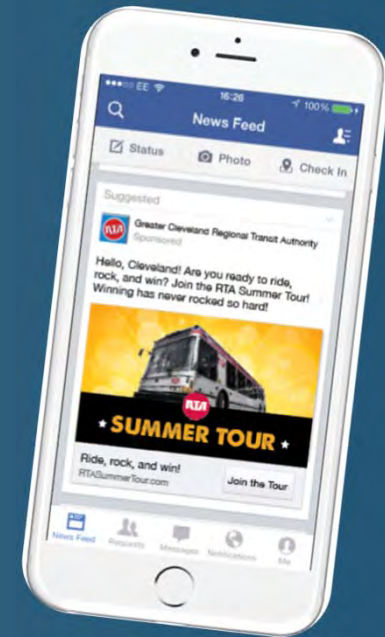 EE 16:26 100%
News Feed
Status Photo Check In
Suggested
RTA Greater Cleveland Regional Transit Authority
Sponsored
Hello, Cleveland! Are you ready to ride,
rock, and win? Join the RTA Summer Tour!
Winning has never rocked so hard!
RTA
SUMMER TOUR
Ride, rock, and win!
RTASummerTour.com
Join the Tour
News Feed Requests Messages Notifications Me